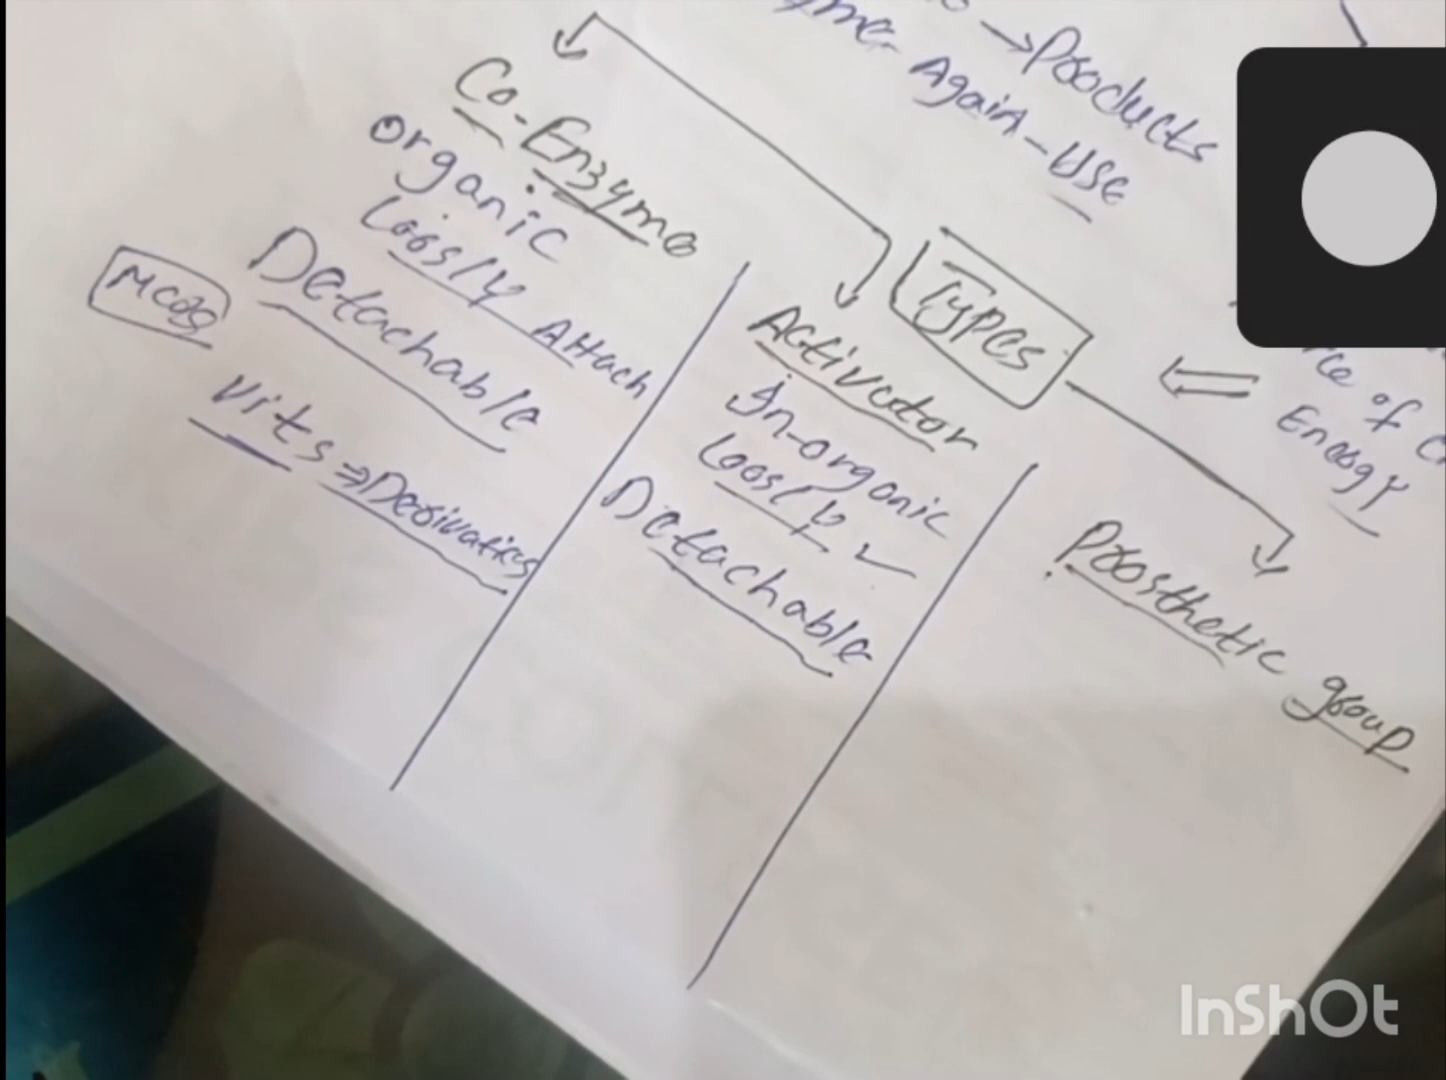 →Products
Again-Use
Types
Co-Enzyme
organic
Loosly Attach
Detachable
MCQs
Vits ⇒ Derivatives
Activator
In-organic
Loosly ✓
Detachable
Prosthetic group
of
Energy
InShOt